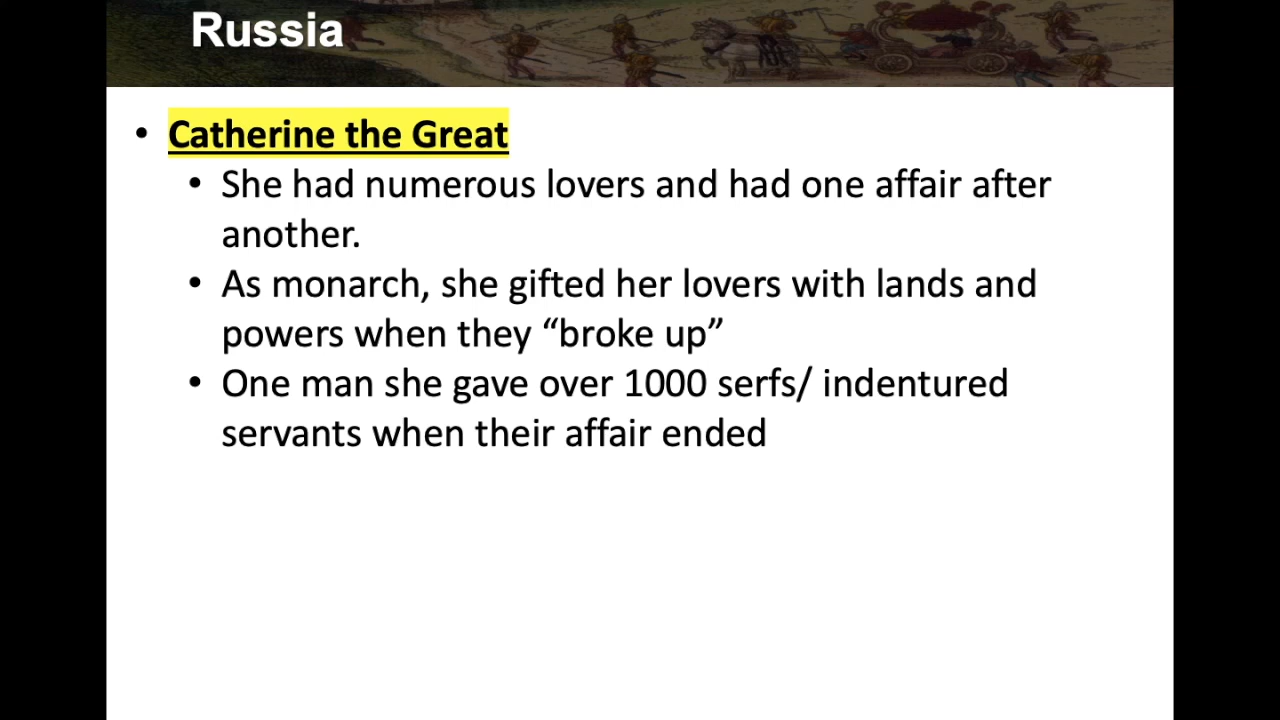 Russia
• Catherine the Great
• She had numerous lovers and had one affair after
another.
• As monarch, she gifted her lovers with lands and
powers when they “broke up”
• One man she gave over 1000 serfs/ indentured
servants when their affair ended